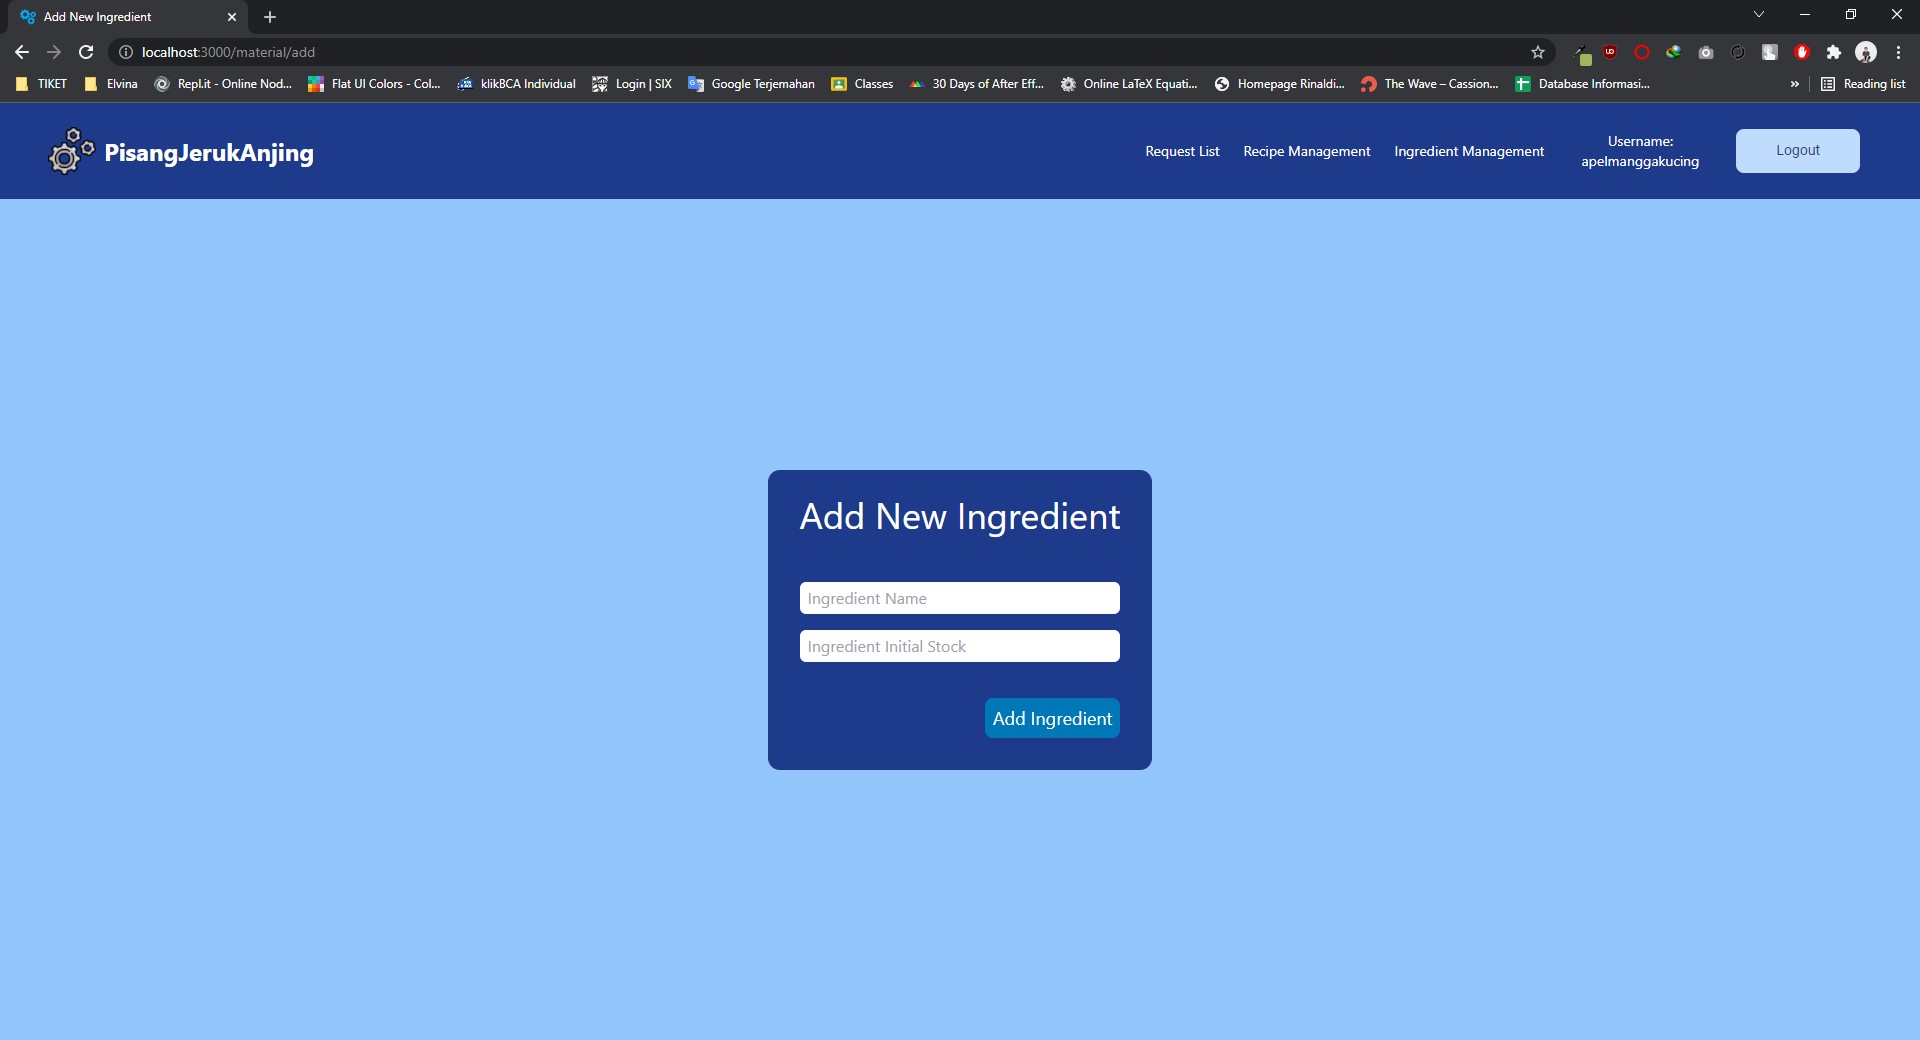 Add New Ingredient
localhost:3000/material/add
TIKET Elvina Repl.it - Online Nod... Flat UI Colors - Col... klikBCA Individual Login | SIX Google Terjemahan Classes 30 Days of After Eff... Online LaTeX Equati... Homepage Rinaldi... The Wave – Cassion... Database Informasi... » Reading list
PisangJerukAnjing
Request List Recipe Management Ingredient Management
Username:
apelmanggakucing
Logout
Add New Ingredient
Ingredient Name
Ingredient Initial Stock
Add Ingredient